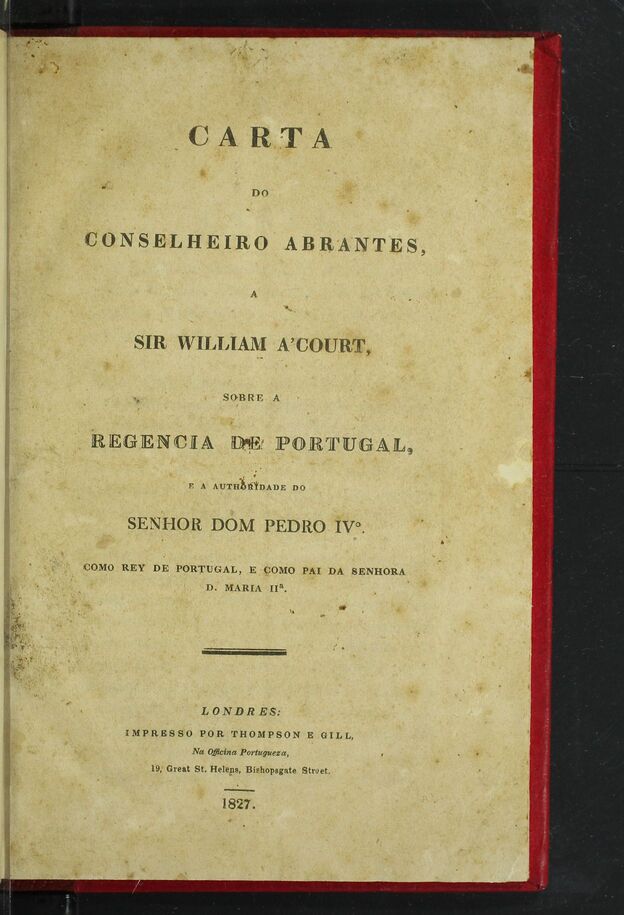 CARTA
DO
CONSELHEIRO ABRANTES,
A
SIR WILLIAM A'COURT,
SOBRE A
REGENCIA DE PORTUGAL,
E A AUTHORIDADE DO
SENHOR DOM PEDRO IVº.
COMO REY DE PORTUGAL, E COMO PAI DA SENHORA
D. MARIA IIª.
LONDRES:
IMPRESSO POR THOMPSON E GILL,
Na Officina Portugueza,
19, Great St. Helens, Bishopsgate Street.
1827.